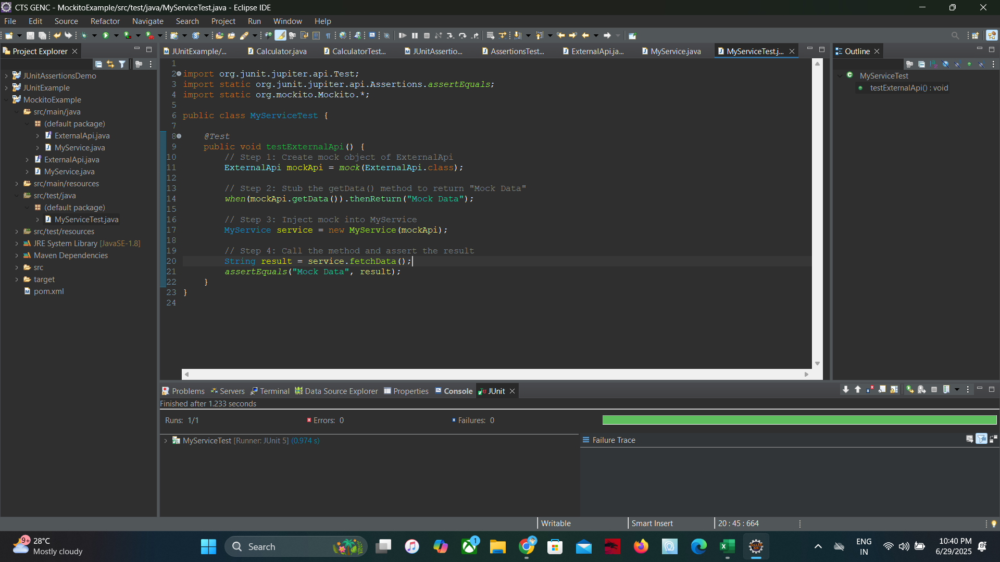 CTS GENC - MockitoExample/src/test/java/MyServiceTest.java - Eclipse IDE
File Edit Source Refactor Navigate Search Project Run Window Help
Project Explorer
JUnitExample/... Calculator.java CalculatorTest... JUnitAssertio... AssertionsTest... ExternalApi.ja... MyService.java MyServiceTest.j...
Outline
JUnitAssertionsDemo
JUnitExample
MockitoExample
src/main/java
(default package)
ExternalApi.java
MyService.java
ExternalApi.java
MyService.java
src/main/resources
src/test/java
(default package)
MyServiceTest.java
src/test/resources
JRE System Library [JavaSE-1.8]
Maven Dependencies
src
target
pom.xml
1
2 import org.junit.jupiter.api.Test;
3 import static org.junit.jupiter.api.Assertions.assertEquals;
4 import static org.mockito.Mockito.*;
5
6 public class MyServiceTest {
7
8 @Test
9 public void testExternalApi() {
10 // Step 1: Create mock object of ExternalApi
11 ExternalApi mockApi = mock(ExternalApi.class);
12
13 // Step 2: Stub the getData() method to return "Mock Data"
14 when(mockApi.getData()).thenReturn("Mock Data");
15
16 // Step 3: Inject mock into MyService
17 MyService service = new MyService(mockApi);
18
19 // Step 4: Call the method and assert the result
20 String result = service.fetchData();
21 assertEquals("Mock Data", result);
22 }
23 }
24
MyServiceTest
testExternalApi() : void
Problems Servers Terminal Data Source Explorer Properties Console JUnit
Finished after 1.233 seconds
Runs: 1/1 Errors: 0 Failures: 0
MyServiceTest [Runner: JUnit 5] (0.974 s)
Failure Trace
Writable Smart Insert 20 : 45 : 664
9+ 28°C
Mostly cloudy
Search
1
ENG
IN
10:40 PM
6/29/2025